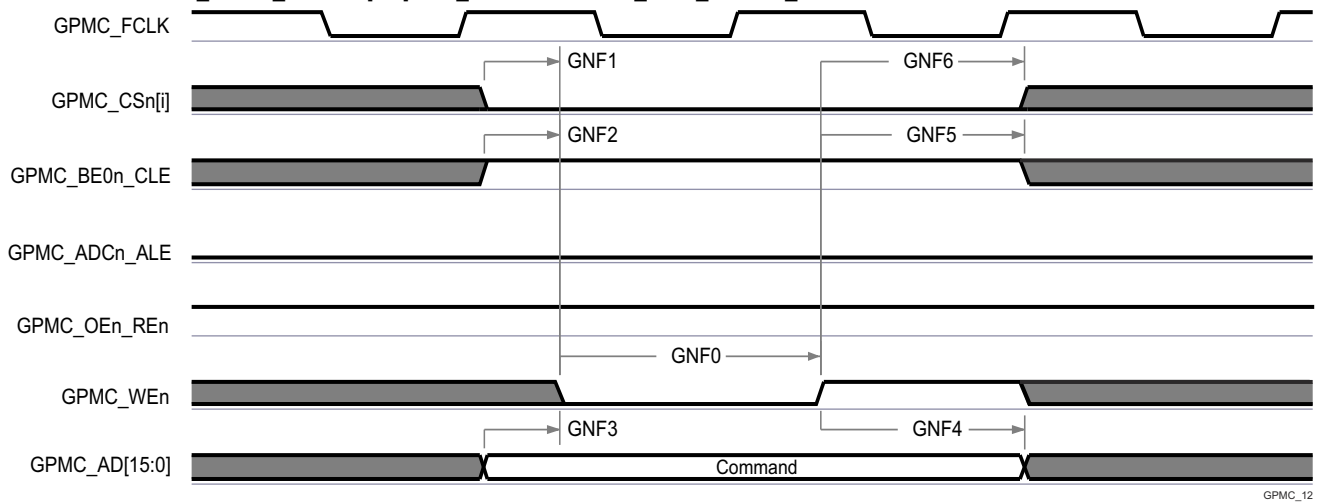 GPMC_FCLK
GNF1
GNF6
GPMC_CSn[i]
GNF2
GNF5
GPMC_BE0n_CLE
GPMC_ADCn_ALE
GPMC_OEn_REn
GNF0
GPMC_WEn
GNF3
GNF4
GPMC_AD[15:0]
Command
GPMC_12